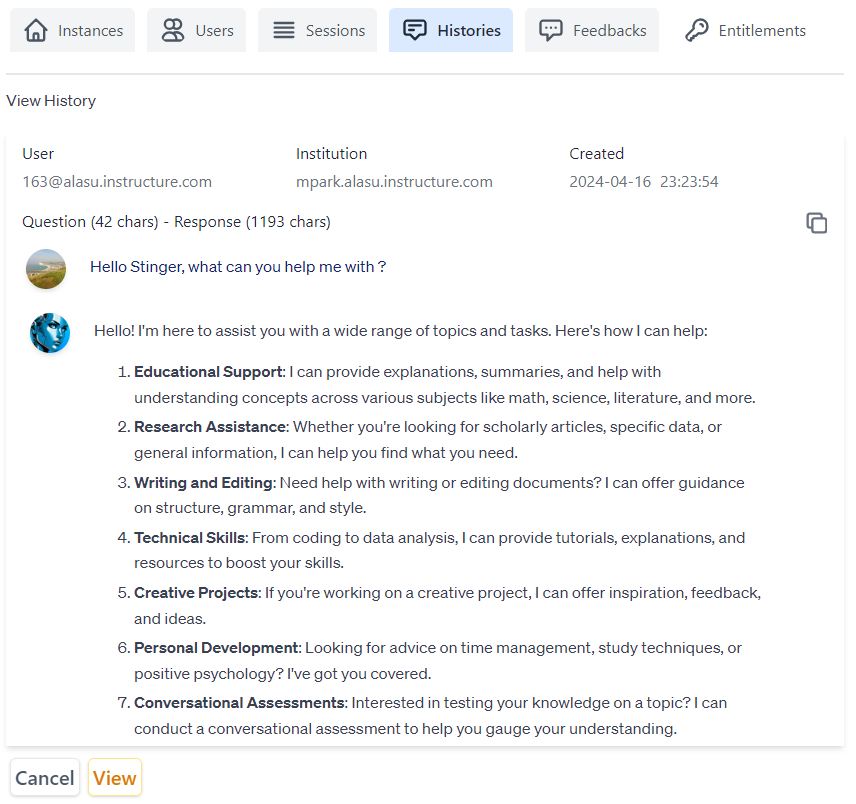 Instances Users Sessions Histories Feedbacks Entitlements
View History
User Institution Created
163@alasu.instructure.com mpark.alasu.instructure.com 2024-04-16 23:23:54
Question (42 chars) - Response (1193 chars)
Hello Stinger, what can you help me with ?
Hello! I'm here to assist you with a wide range of topics and tasks. Here's how I can help:
1. Educational Support: I can provide explanations, summaries, and help with
understanding concepts across various subjects like math, science, literature, and more.
2. Research Assistance: Whether you're looking for scholarly articles, specific data, or
general information, I can help you find what you need.
3. Writing and Editing: Need help with writing or editing documents? I can offer guidance
on structure, grammar, and style.
4. Technical Skills: From coding to data analysis, I can provide tutorials, explanations, and
resources to boost your skills.
5. Creative Projects: If you're working on a creative project, I can offer inspiration, feedback,
and ideas.
6. Personal Development: Looking for advice on time management, study techniques, or
positive psychology? I've got you covered.
7. Conversational Assessments: Interested in testing your knowledge on a topic? I can
conduct a conversational assessment to help you gauge your understanding.
Cancel View